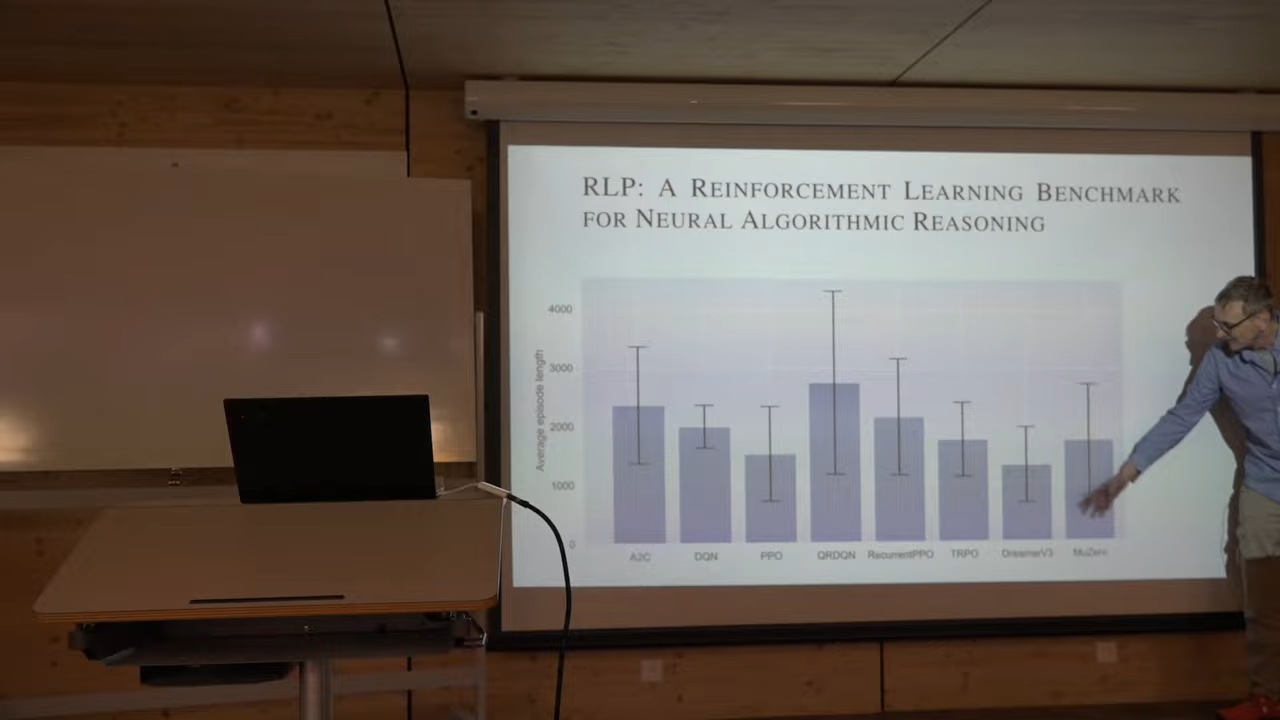 RLP: A REINFORCEMENT LEARNING BENCHMARK
FOR NEURAL ALGORITHMIC REASONING
4000
3000
2000
1000
0
Average episode length
A2C DQN PPO QRDQN RecurrentPPO TRPO DreamerV3 MuZero